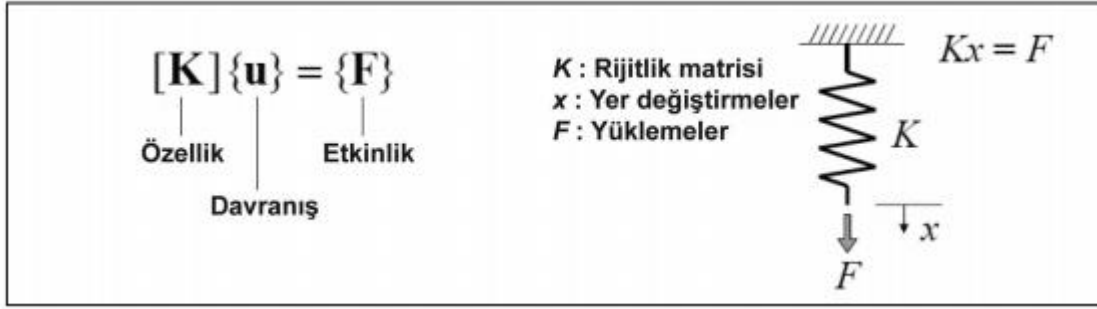 [K]{u} = {F}
Özellik
Etkinlik
Davranış
K : Rijitlik matrisi
x : Yer değiştirmeler
F : Yüklemeler
Kx = F
K
x
F